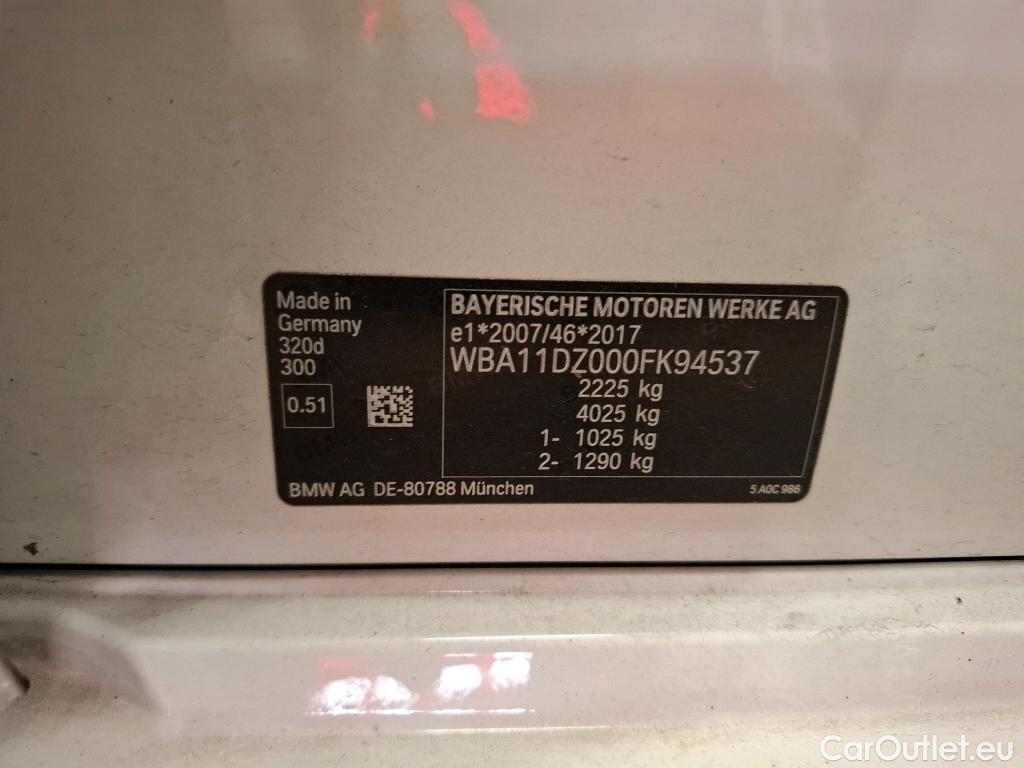 Made in
Germany
320d
300
0.51
BAYERISCHE MOTOREN WERKE AG
e1*2007/46*2017
WBA11DZ000FK94537
2225 kg
4025 kg
1- 1025 kg
2- 1290 kg
BMW AG DE-80788 München
5 A0C 986
CarOutlet.eu